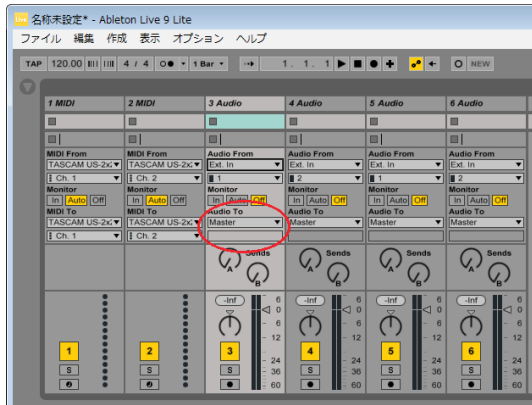 名称未設定* - Ableton Live 9 Lite
ファイル 編集 作成 表示 オプション ヘルプ
TAP 120.00 4 / 4 1 Bar 1 . 1 . 1 NEW
1 MIDI 2 MIDI 3 Audio 4 Audio 5 Audio 6 Audio
MIDI From MIDI From Audio From Audio From Audio From Audio From
TASCAM US-2x TASCAM US-2x Ext. In Ext. In Ext. In Ext. In
Ch. 1 Ch. 2 1 2 1 2
Monitor Monitor Monitor Monitor Monitor Monitor
In Auto Off In Auto Off In Auto Off In Auto Off In Auto Off In Auto Off
MIDI To MIDI To Audio To Audio To Audio To Audio To
TASCAM US-2x TASCAM US-2x Master Master Master Master
Ch. 1 Ch. 2
Sends Sends Sends Sends
A A A A
B B B B
-Inf 6 -Inf 6 -Inf 6 -Inf 6
0 0 0 0
6 6 6 6
12 12 12 12
1 2 3 4 5 6
24 24 24 24
S S S 36 S 36 S 36 S 36
60 60 60 60